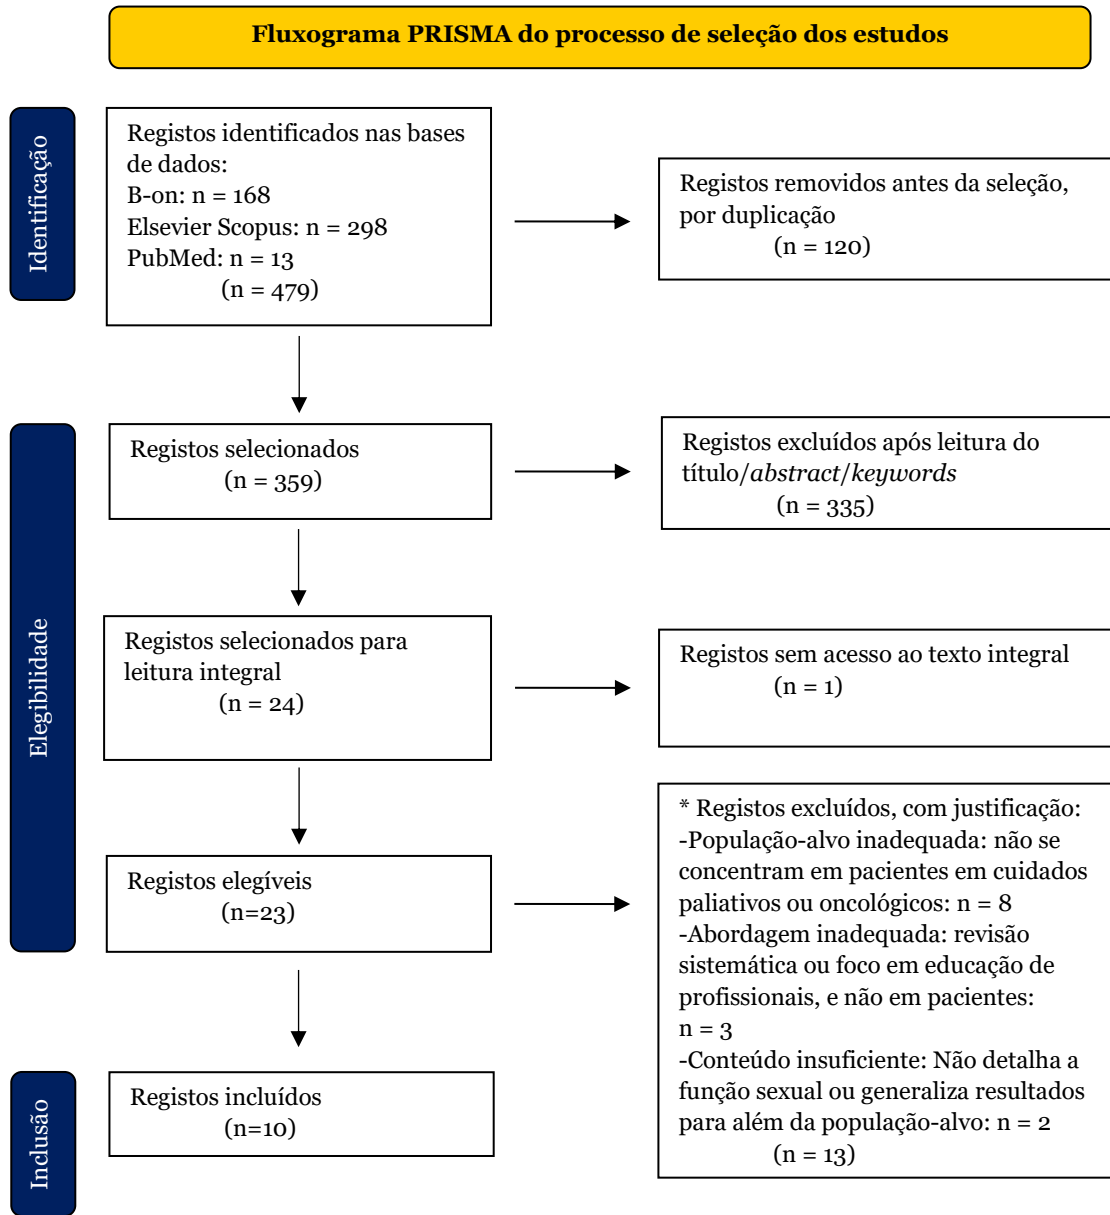 Fluxograma PRISMA do processo de seleção dos estudos
Identificação
Registos identificados nas bases
de dados:
B-on: n = 168
Elsevier Scopus: n = 298
PubMed: n = 13
(n = 479)
Registos removidos antes da seleção,
por duplicação
(n = 120)
Elegibilidade
Registos selecionados
(n = 359)
Registos excluídos após leitura do
título/abstract/keywords
(n = 335)
Registos selecionados para
leitura integral
(n = 24)
Registos sem acesso ao texto integral
(n = 1)
Registos elegíveis
(n=23)
* Registos excluídos, com justificação:
-População-alvo inadequada: não se
concentram em pacientes em cuidados
paliativos ou oncológicos: n = 8
-Abordagem inadequada: revisão
sistemática ou foco em educação de
profissionais, e não em pacientes:
n = 3
-Conteúdo insuficiente: Não detalha a
função sexual ou generaliza resultados
para além da população-alvo: n = 2
(n = 13)
Inclusão
Registos incluídos
(n=10)